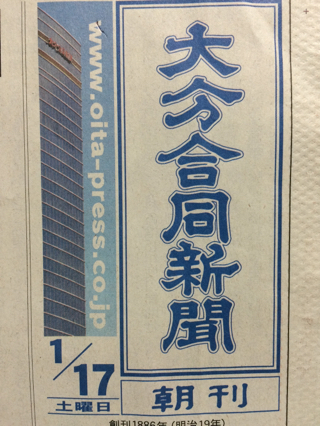 大分合同新聞
朝刊
www.oita-press.co.jp
1/17
土曜日
創刊1886年(明治19年)